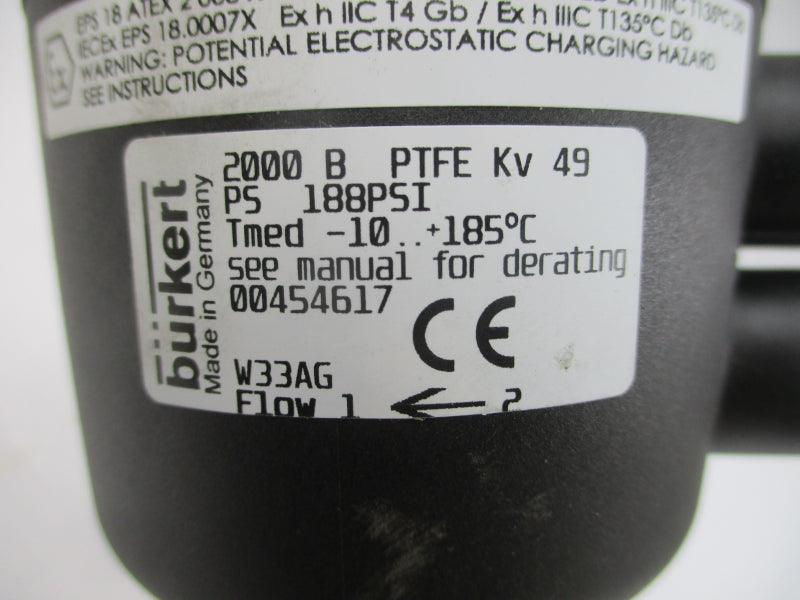 EPS 18 ATEX 2
IECEx EPS 18.0007X Ex h IIC T4 Gb / Ex h IIIC T135°C Db
WARNING: POTENTIAL ELECTROSTATIC CHARGING HAZARD
SEE INSTRUCTIONS
bürkert
Made in Germany
2000 B PTFE Kv 49
PS 188PSI
Tmed -10..+185°C
see manual for derating
00454617
CE
W33AG
Flow 1 ← 2